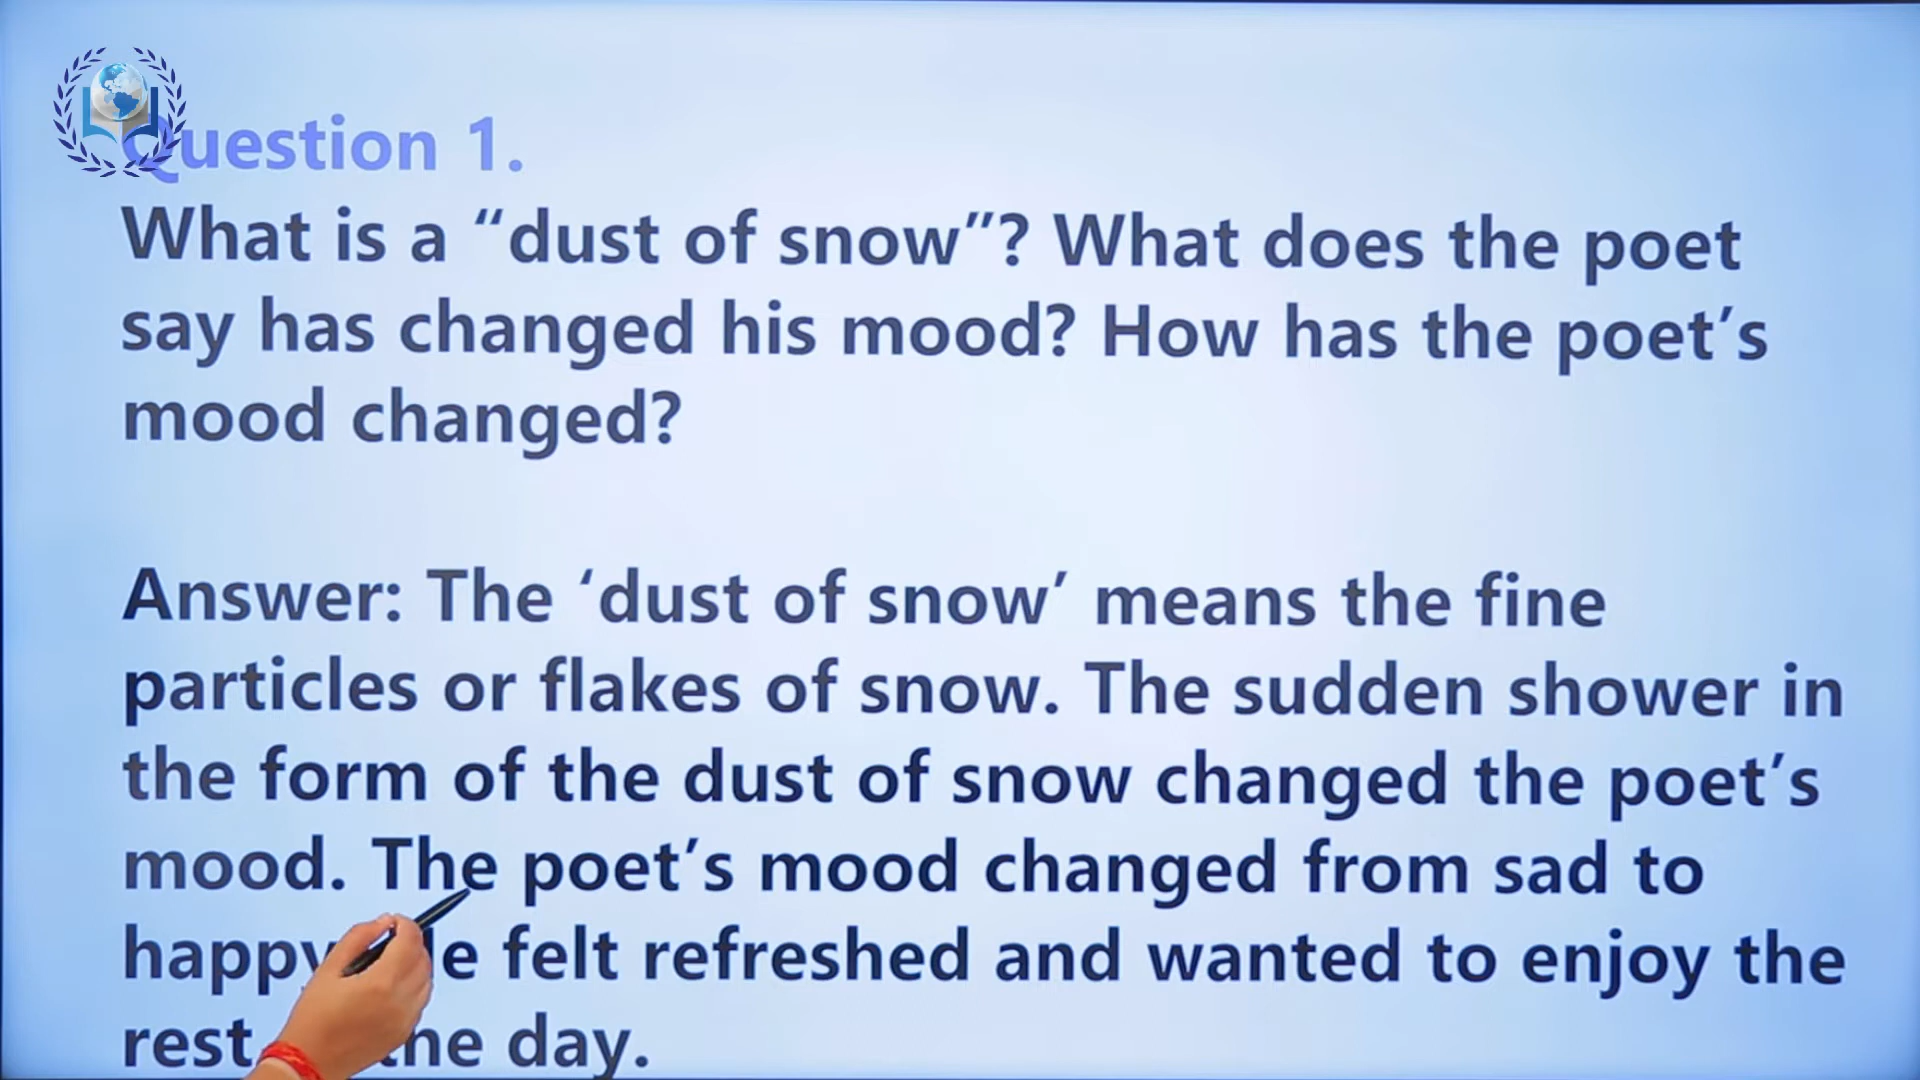 Question 1.
What is a “dust of snow”? What does the poet
say has changed his mood? How has the poet’s
mood changed?
Answer: The ‘dust of snow’ means the fine
particles or flakes of snow. The sudden shower in
the form of the dust of snow changed the poet’s
mood. The poet’s mood changed from sad to
happy felt refreshed and wanted to enjoy the
rest the day.